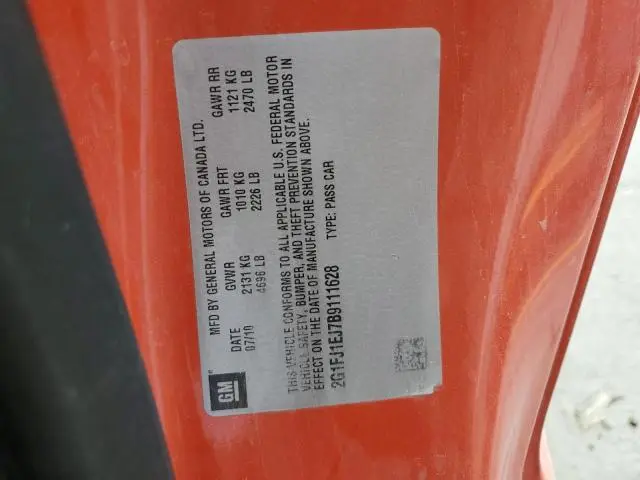 GM
MFD BY GENERAL MOTORS OF CANADA LTD.
DATE GVWR GAWR FRT GAWR RR
07/10 2131 KG 1010 KG 1121 KG
4696 LB 2226 LB 2470 LB
THIS VEHICLE CONFORMS TO ALL APPLICABLE U.S. FEDERAL MOTOR
VEHICLE SAFETY, BUMPER, AND THEFT PREVENTION STANDARDS IN
EFFECT ON THE DATE OF MANUFACTURE SHOWN ABOVE.
2G1FJ1EJ7B9111628 TYPE: PASS CAR